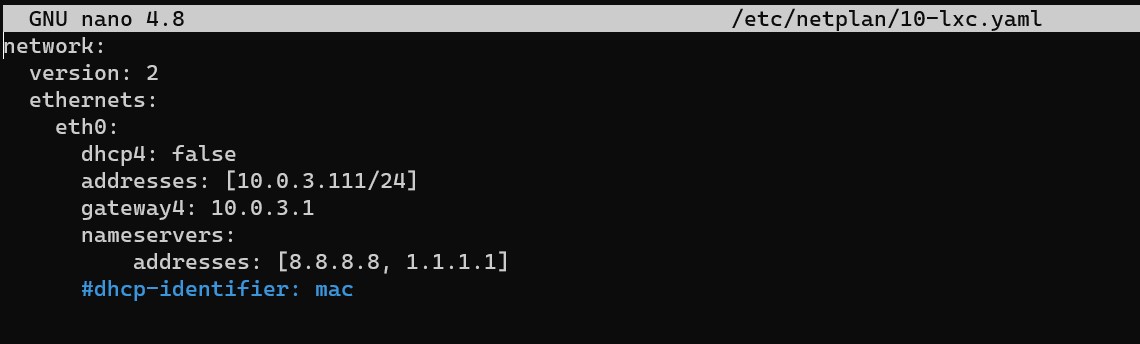 GNU nano 4.8 /etc/netplan/10-lxc.yaml
network:
  version: 2
  ethernets:
    eth0:
      dhcp4: false
      addresses: [10.0.3.111/24]
      gateway4: 10.0.3.1
      nameservers:
          addresses: [8.8.8.8, 1.1.1.1]
      #dhcp-identifier: mac